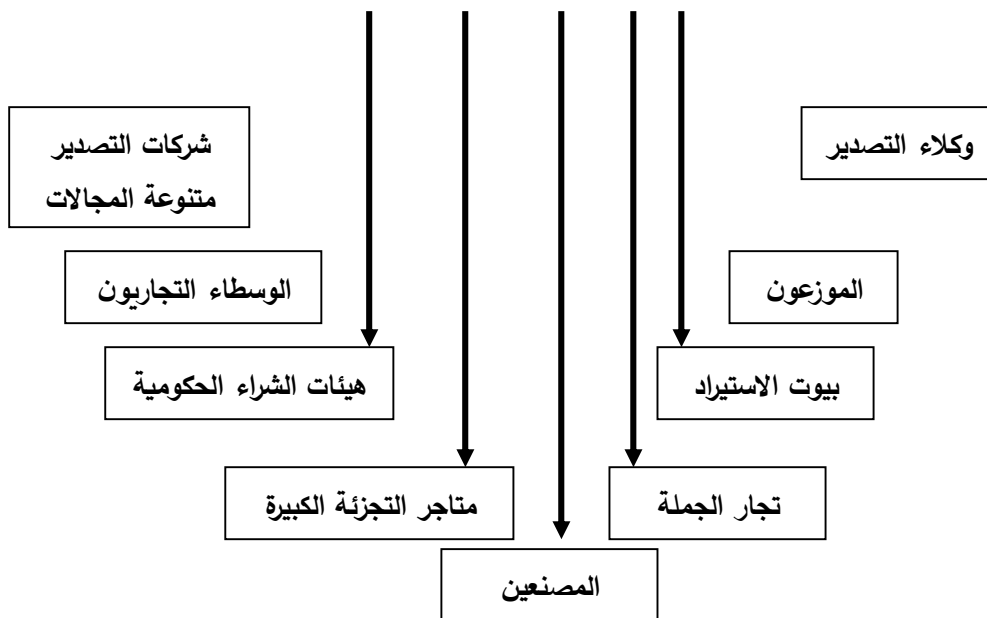 وكلاء التصدير
شركات التصدير
متنوعة المجالات
الموزعون
الوسطاء التجاريون
بيوت الاستيراد
هيئات الشراء الحكومية
تجار الجملة
متاجر التجزئة الكبيرة
المصنعين